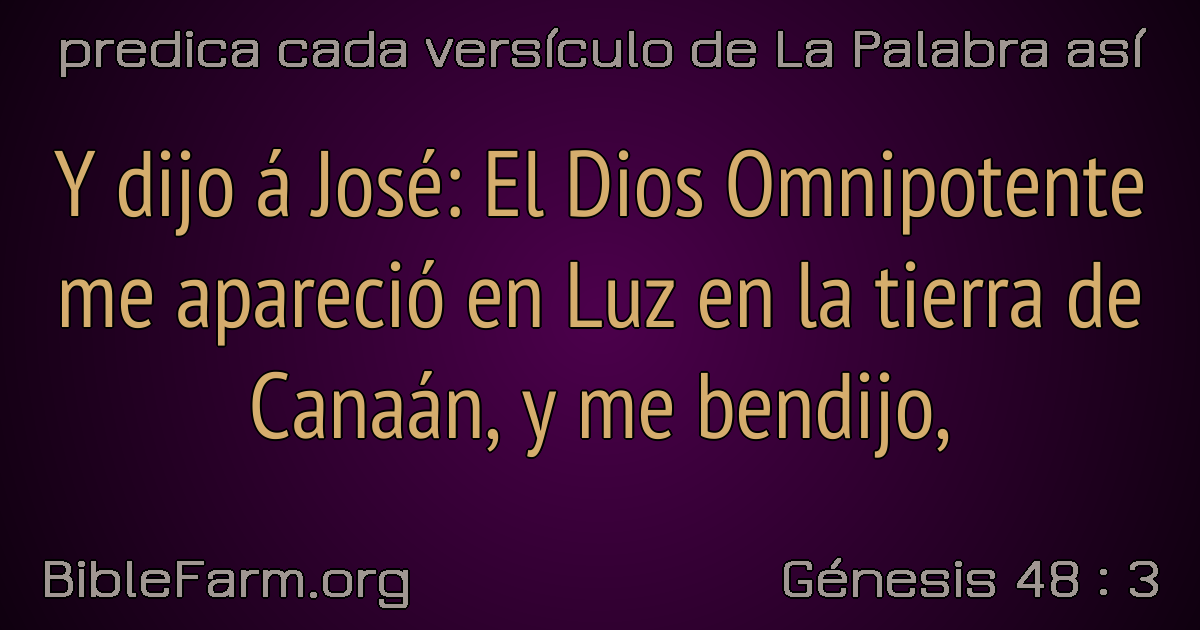 predica cada versículo de La Palabra así
Y dijo á José: El Dios Omnipotente
me apareció en Luz en la tierra de
Canaán, y me bendijo,
BibleFarm.org
Génesis 48 : 3